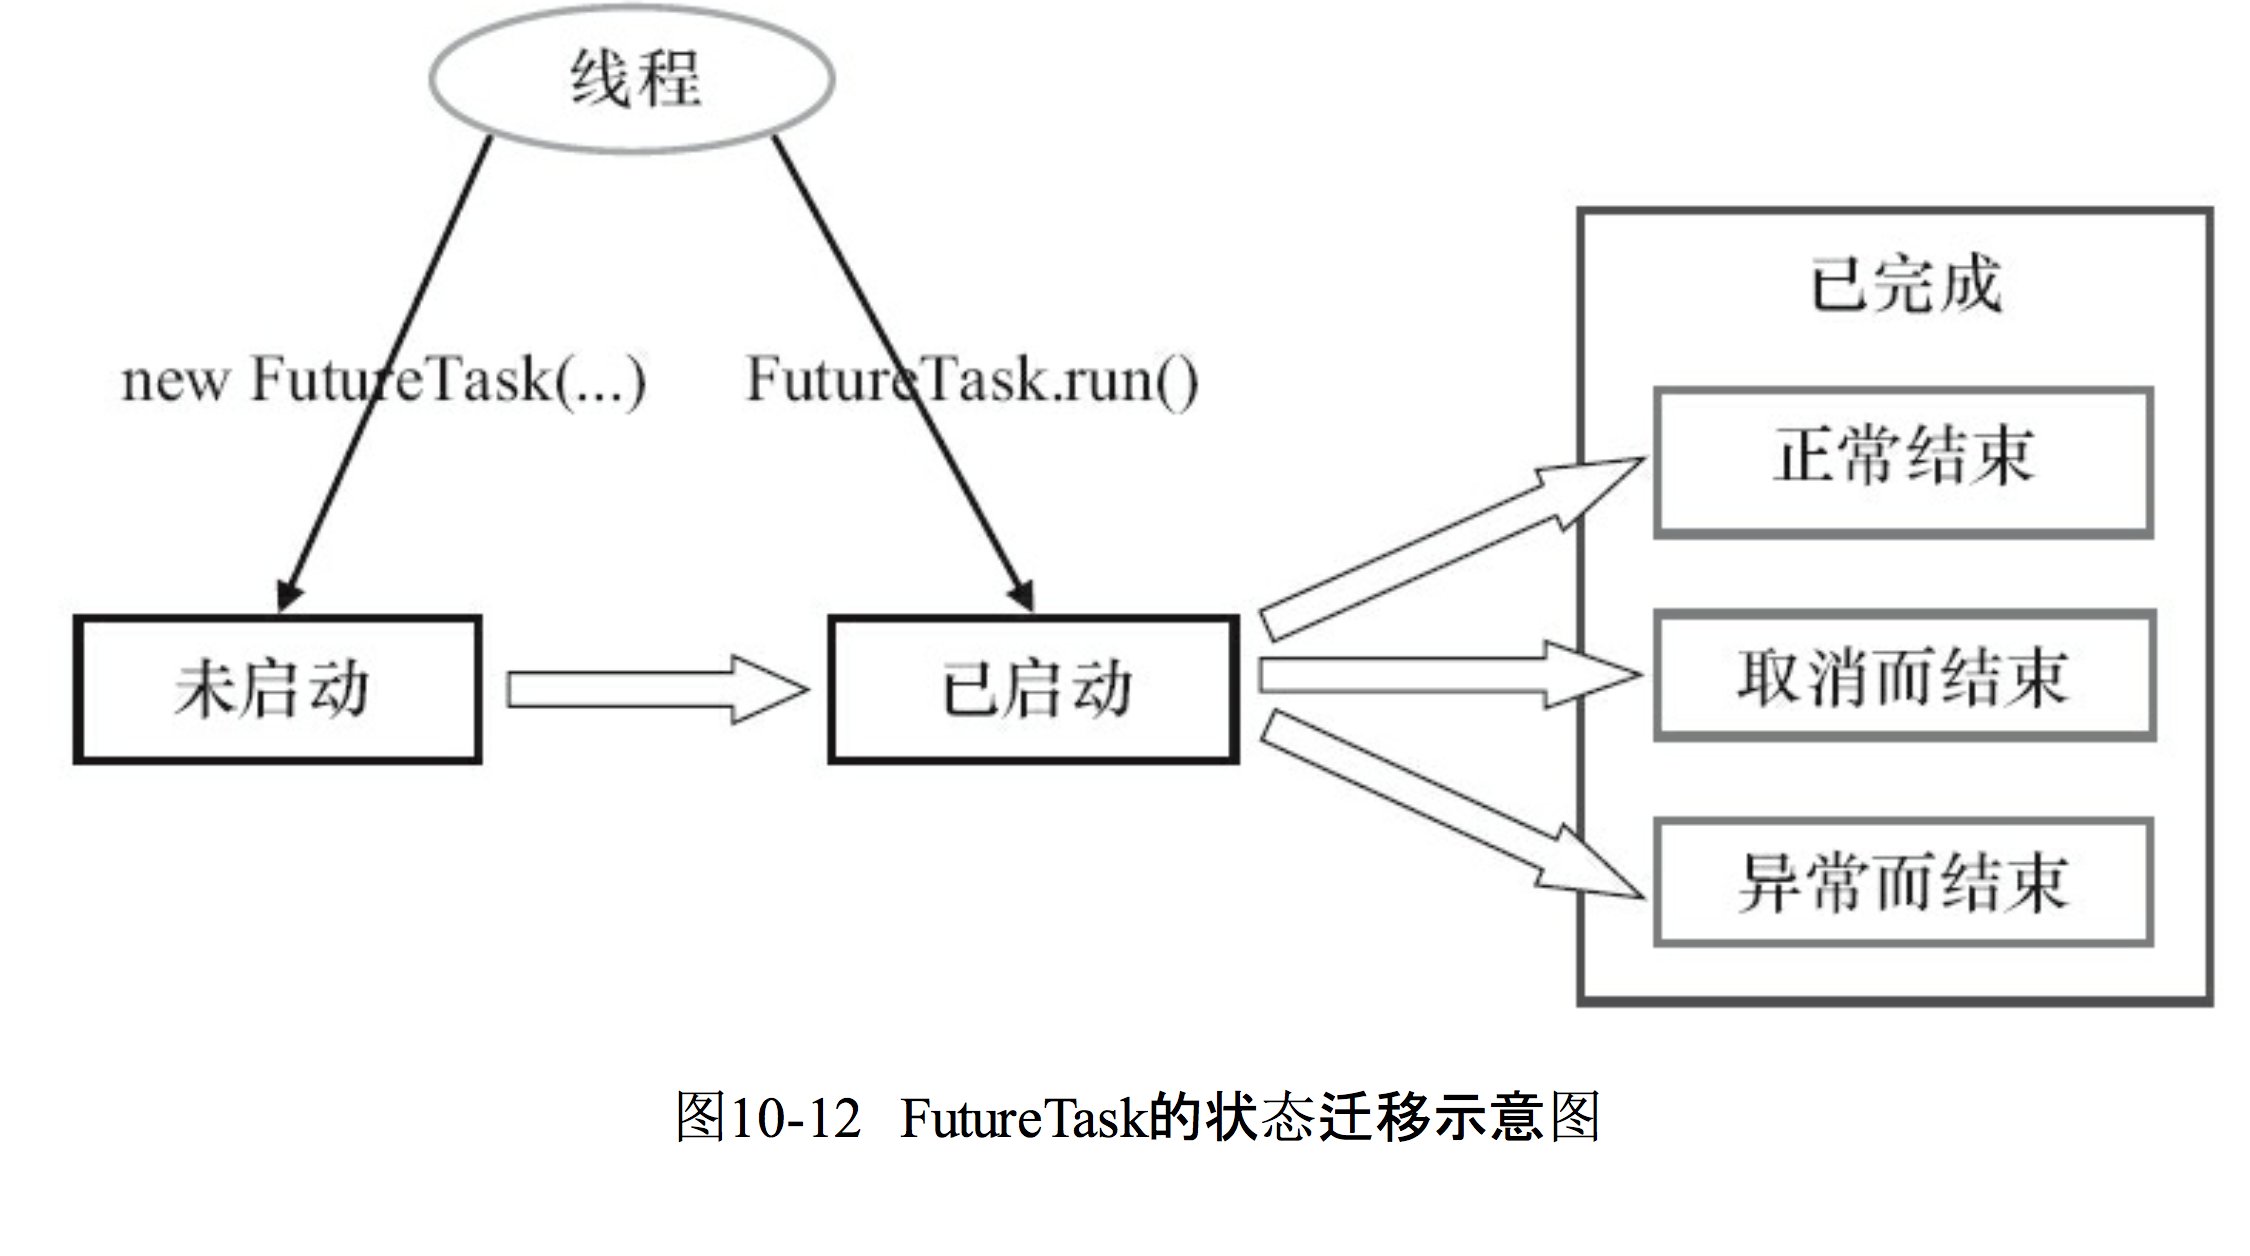 线程
new FutureTask(...)
FutureTask.run()
已完成
正常结束
未启动
已启动
取消而结束
异常而结束
图10-12 FutureTask的状态迁移示意图